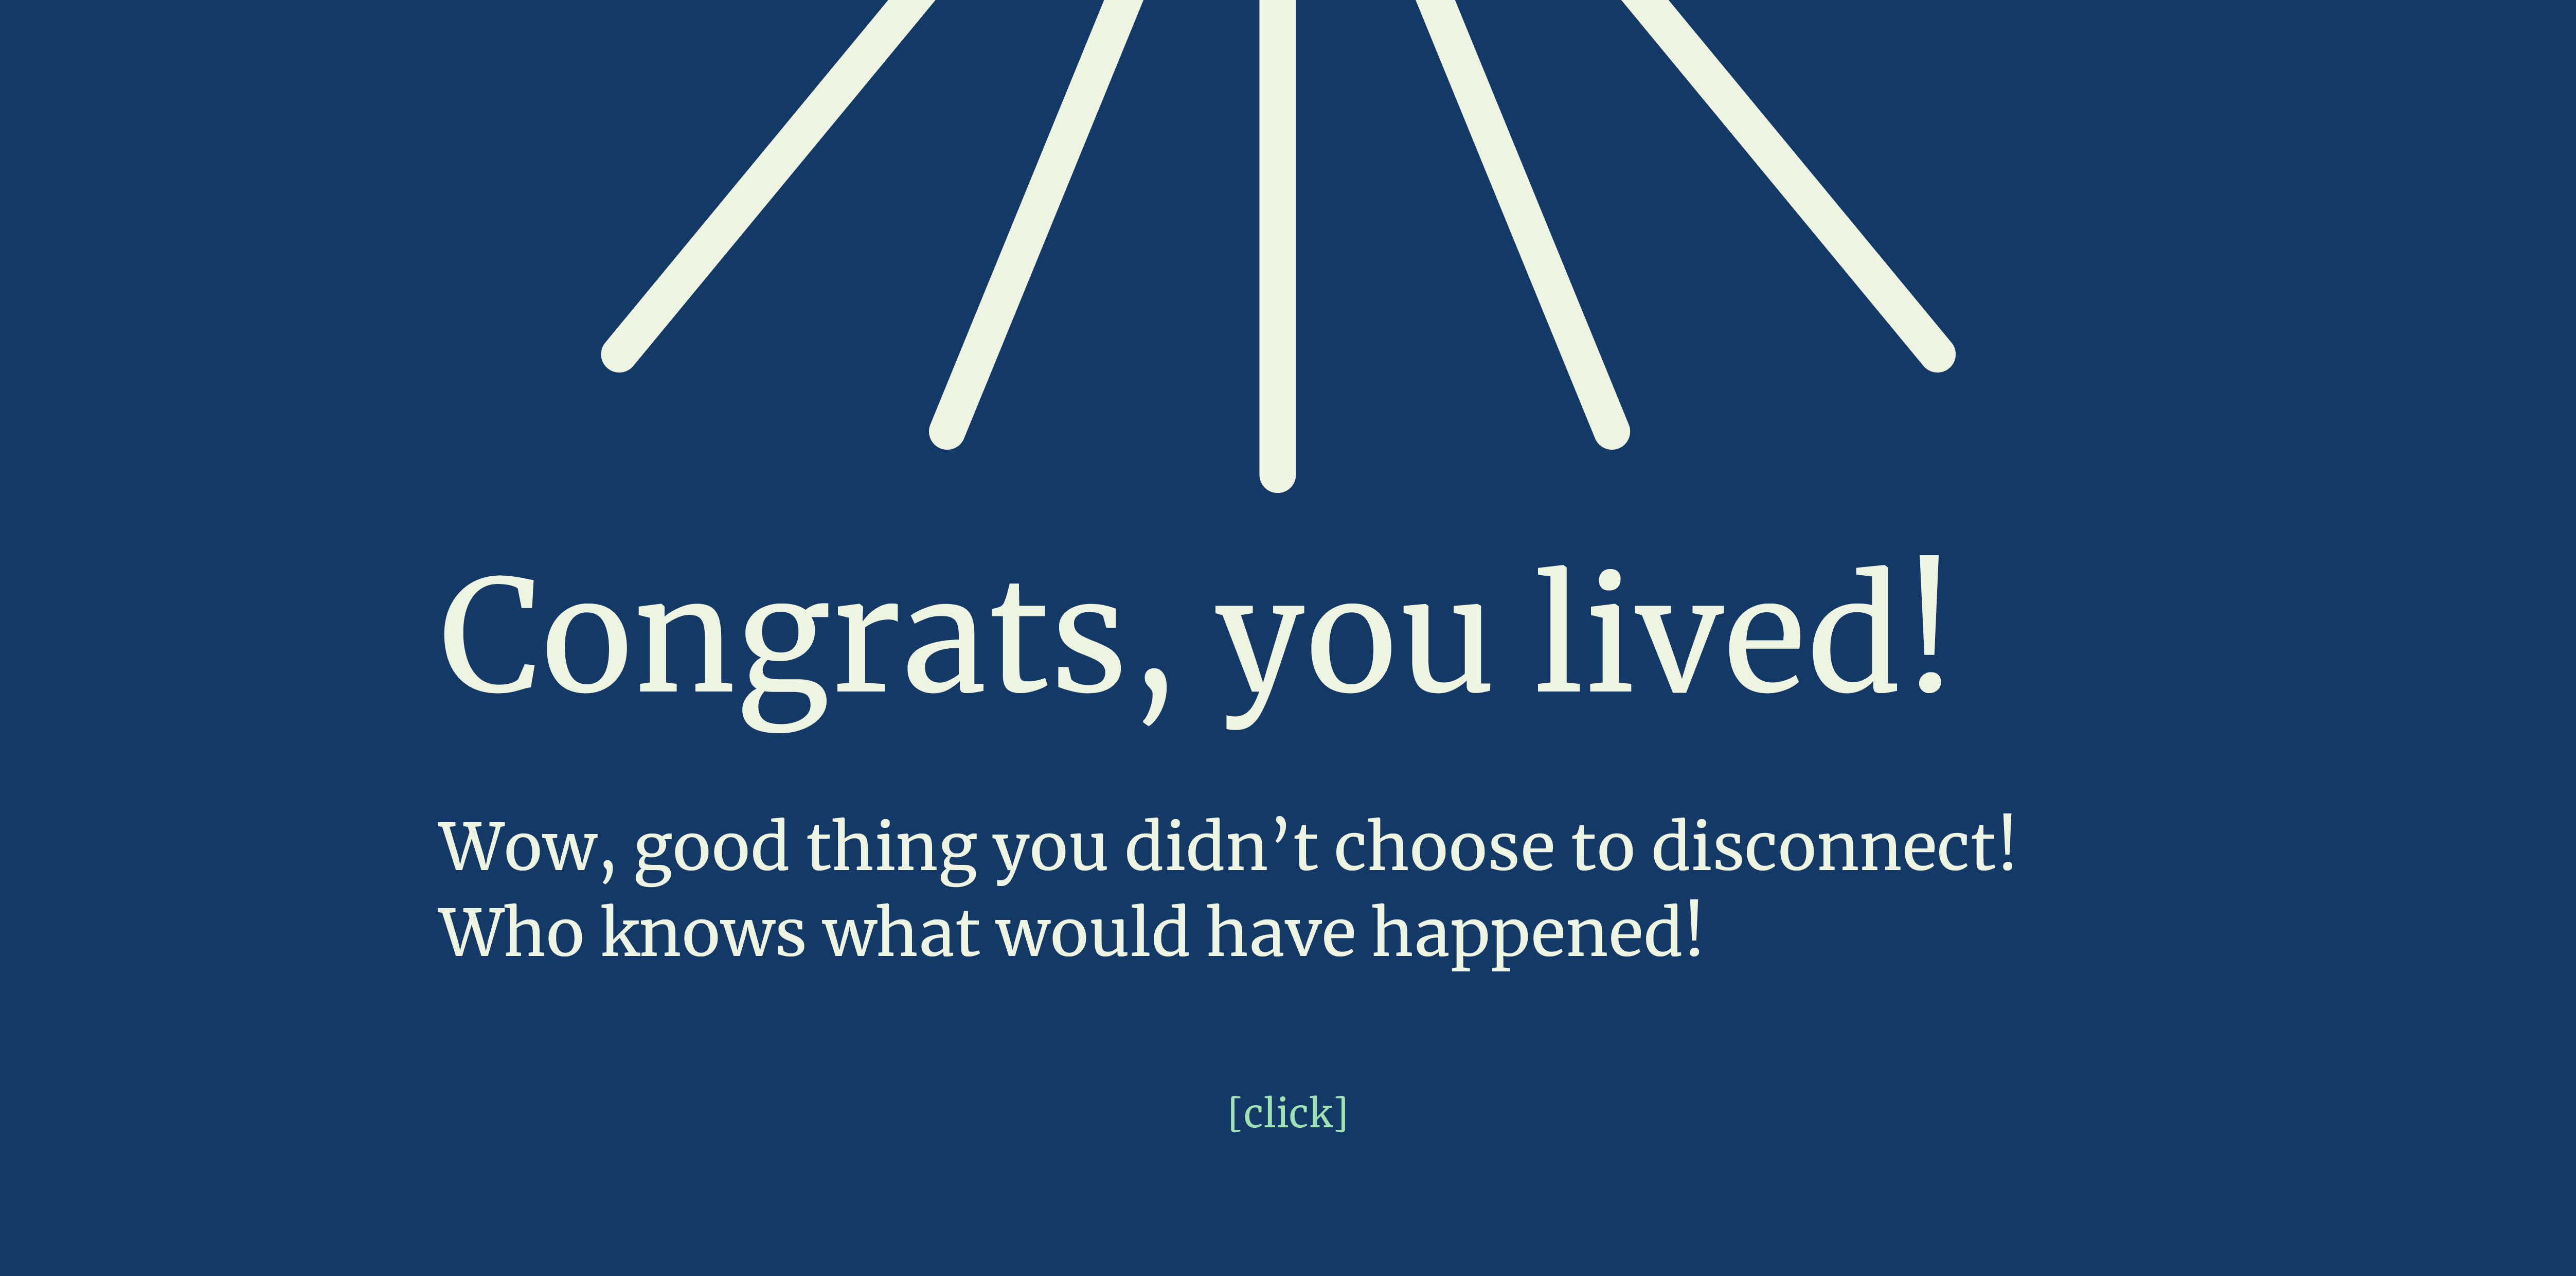 Congrats, you lived!
Wow, good thing you didn’t choose to disconnect!
Who knows what would have happened!
[click]